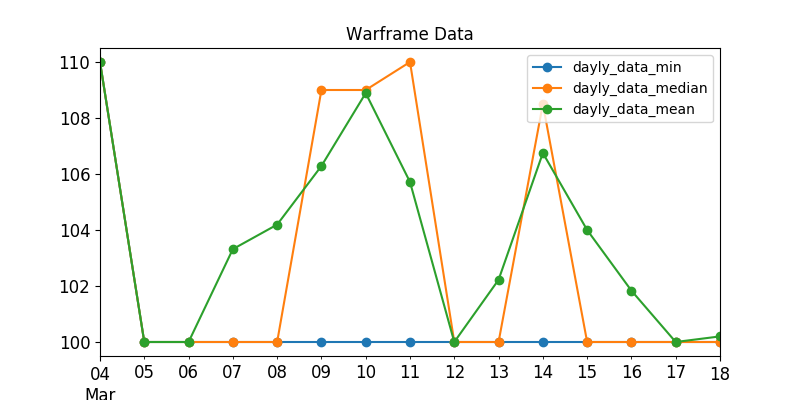 Warframe Data
dayly_data_min
dayly_data_median
dayly_data_mean
110
108
106
104
102
100
04 05 06 07 08 09 10 11 12 13 14 15 16 17 18
Mar